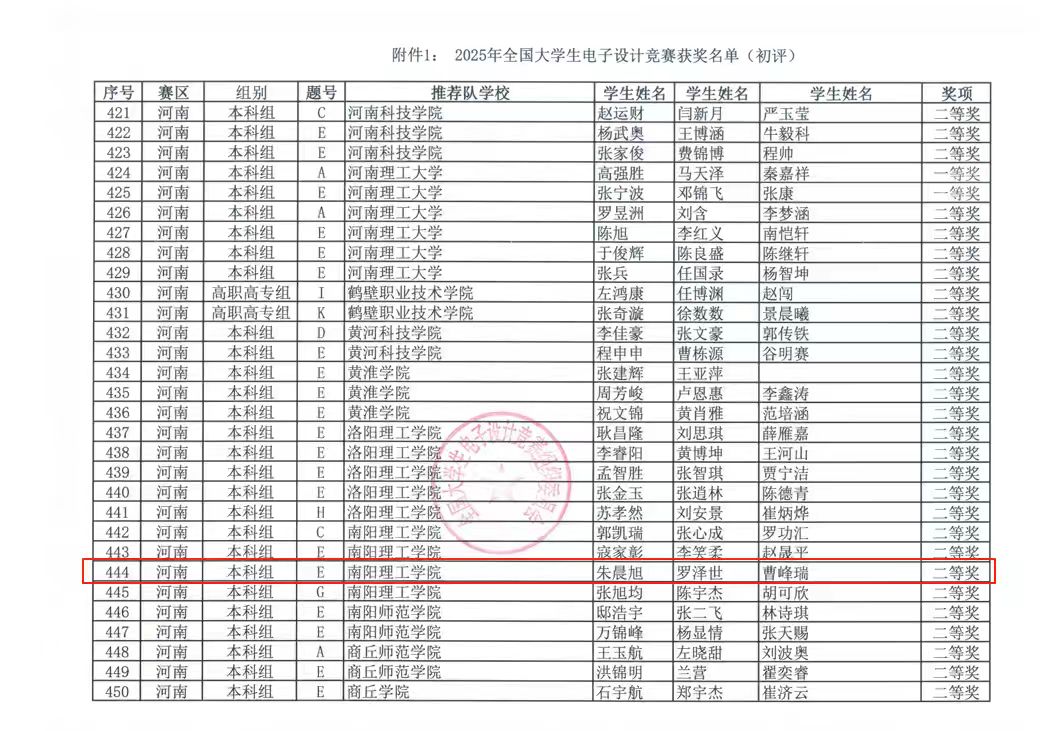 附件1： 2025年全国大学生电子设计竞赛获奖名单（初评）
序号 赛区 组别 题号 推荐队学校 学生姓名 学生姓名 学生姓名 奖项
421 河南 本科组 C 河南科技学院 赵运财 闫新月 严玉莹 二等奖
422 河南 本科组 E 河南科技学院 杨武奥 王博涵 牛毅科 二等奖
423 河南 本科组 E 河南科技学院 张家俊 费锦博 程帅 二等奖
424 河南 本科组 A 河南理工大学 高强胜 马天泽 秦嘉祥 一等奖
425 河南 本科组 E 河南理工大学 张宁波 邓锦飞 张康 一等奖
426 河南 本科组 A 河南理工大学 罗昱洲 刘含 李梦涵 二等奖
427 河南 本科组 E 河南理工大学 陈旭 李红义 南恺轩 二等奖
428 河南 本科组 E 河南理工大学 于俊辉 陈良盛 陈继轩 二等奖
429 河南 本科组 E 河南理工大学 张兵 任国录 杨智坤 二等奖
430 河南 高职高专组 I 鹤壁职业技术学院 左鸿康 任博渊 赵闯 二等奖
431 河南 高职高专组 K 鹤壁职业技术学院 张奇漩 徐数数 景晨曦 二等奖
432 河南 本科组 D 黄河科技学院 李佳豪 张文豪 郭传铁 二等奖
433 河南 本科组 E 黄河科技学院 程申申 曹栋源 谷明赛 二等奖
434 河南 本科组 E 黄淮学院 张建辉 王亚萍 二等奖
435 河南 本科组 E 黄淮学院 周芳峻 卢恩惠 李鑫涛 二等奖
436 河南 本科组 E 黄淮学院 祝文锦 黄肖雅 范培涵 二等奖
437 河南 本科组 E 洛阳理工学院 耿昌隆 刘思琪 薛雁嘉 二等奖
438 河南 本科组 E 洛阳理工学院 李睿阳 黄博坤 王河山 二等奖
439 河南 本科组 E 洛阳理工学院 孟智胜 张智琪 贾宁洁 二等奖
440 河南 本科组 E 洛阳理工学院 张金玉 张逍林 陈德青 二等奖
441 河南 本科组 H 洛阳理工学院 苏孝然 刘安景 崔炳烨 二等奖
442 河南 本科组 C 南阳理工学院 郭凯瑞 张心成 罗功汇 二等奖
443 河南 本科组 E 南阳理工学院 寇家彰 李笑柔 赵晟平 二等奖
444 河南 本科组 E 南阳理工学院 朱晨旭 罗泽世 曹峰瑞 二等奖
445 河南 本科组 G 南阳理工学院 张旭均 陈宇杰 胡可欣 二等奖
446 河南 本科组 E 南阳师范学院 邸浩宇 张二飞 林诗琪 二等奖
447 河南 本科组 E 南阳师范学院 万锦峰 杨显情 张天赐 二等奖
448 河南 本科组 A 商丘师范学院 王玉航 左晓甜 刘波奥 二等奖
449 河南 本科组 E 商丘师范学院 洪锦明 兰营 翟奕睿 二等奖
450 河南 本科组 E 商丘学院 石宇航 郑宇杰 崔济云 二等奖